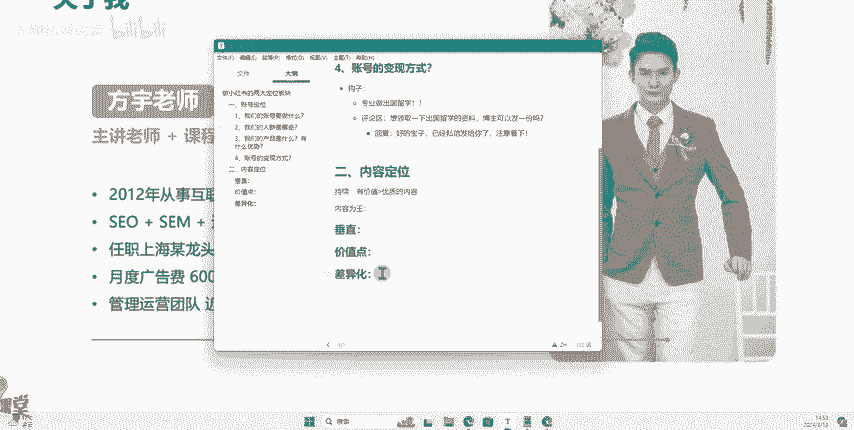 关于我
bilibili
方宇老师
主讲老师 + 课程
2012年从事互联
SEO + SEM +
任职上海某龙头
月度广告费 600
管理运营团队 近
文件(F) 编辑(E) 段落(P) 格式(O) 视图(V) 主题(T) 帮助(H)
文件 大纲
做小红书的两大定位板块
一、账号定位
1、我们的账号要做什么?
2、我们的人群是哪些?
3、我们的产品是什么?有
什么优势?
4、账号的变现方式?
二、内容定位
垂直:
价值点:
差异化:
4、账号的变现方式?
钩子:
专业做出国留学!!
评论区:想领取一下出国留学的资料,博主可以发一份吗?
回复:好的宝子,已经私信发给你了,注意看下!
二、内容定位
持续 有价值>优质的内容
内容为王:
垂直:
价值点:
差异化:
搜索
14:53
课堂